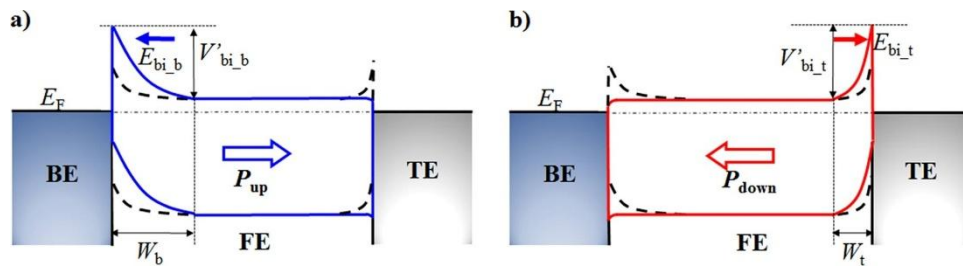 a)
E_bi_b
V'_bi_b
E_F
BE
P_up
TE
FE
W_b
b)
V'_bi_t
E_bi_t
E_F
BE
P_down
TE
FE
W_t